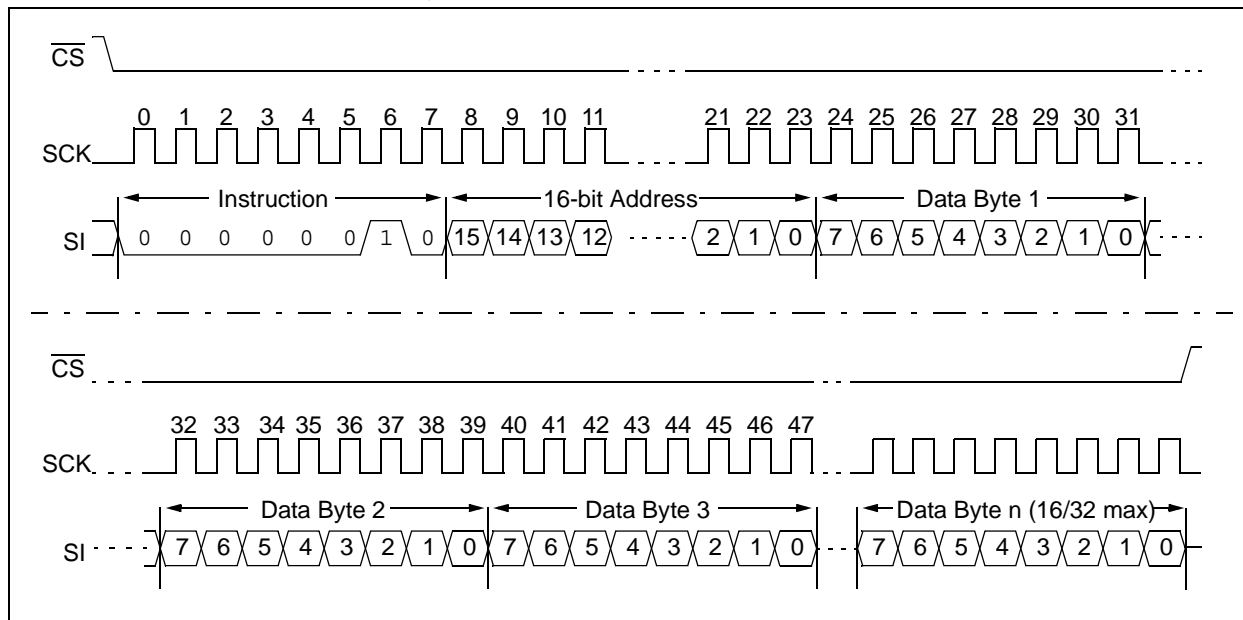 CS
0 1 2 3 4 5 6 7 8 9 10 11 21 22 23 24 25 26 27 28 29 30 31
SCK
Instruction 16-bit Address Data Byte 1
SI 0 0 0 0 0 0 1 0 15 14 13 12 2 1 0 7 6 5 4 3 2 1 0
CS
32 33 34 35 36 37 38 39 40 41 42 43 44 45 46 47
SCK
Data Byte 2 Data Byte 3 Data Byte n (16/32 max)
SI 7 6 5 4 3 2 1 0 7 6 5 4 3 2 1 0 7 6 5 4 3 2 1 0